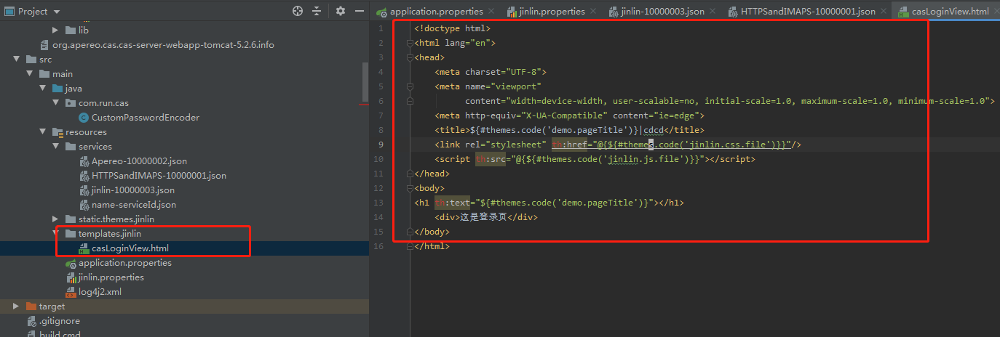 Project
lib
org.apereo.cas.cas-server-webapp-tomcat-5.2.6.info
src
main
java
com.run.cas
CustomPasswordEncoder
resources
services
Apereo-10000002.json
HTTPSandIMAPS-10000001.json
jinlin-10000003.json
name-serviceId.json
static.themes.jinlin
templates.jinlin
casLoginView.html
application.properties
jinlin.properties
log4j2.xml
target
.gitignore
build.cmd
application.properties
jinlin.properties
jinlin-10000003.json
HTTPSandIMAPS-10000001.json
casLoginView.html
1 <!doctype html>
2 <html lang="en">
3 <head>
4 <meta charset="UTF-8">
5 <meta name="viewport"
6 content="width=device-width, user-scalable=no, initial-scale=1.0, maximum-scale=1.0, minimum-scale=1.0">
7 <meta http-equiv="X-UA-Compatible" content="ie=edge">
8 <title>${#themes.code('demo.pageTitle')}|cdcd</title>
9 <link rel="stylesheet" th:href="@{${#themes.code('jinlin.css.file')}}"/>
10 <script th:src="@{${#themes.code('jinlin.js.file')}}"></script>
11 </head>
12 <body>
13 <h1 th:text="${#themes.code('demo.pageTitle')}"></h1>
14 <div>这是登录页</div>
15 </body>
16 </html>